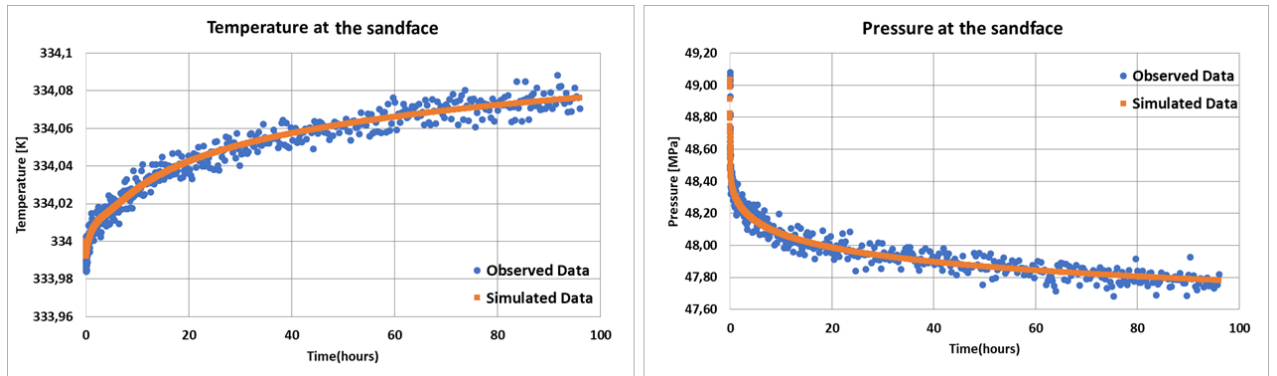 Temperature at the sandface
334,1
334,08
334,06
334,04
334,02
334
333,98
333,96
Temperature [K]
0 20 40 60 80 100
Time(hours)
Observed Data
Simulated Data
Pressure at the sandface
49,20
49,00
48,80
48,60
48,40
48,20
48,00
47,80
47,60
Pressure [MPa]
0 20 40 60 80 100
Time(hours)
Observed Data
Simulated Data